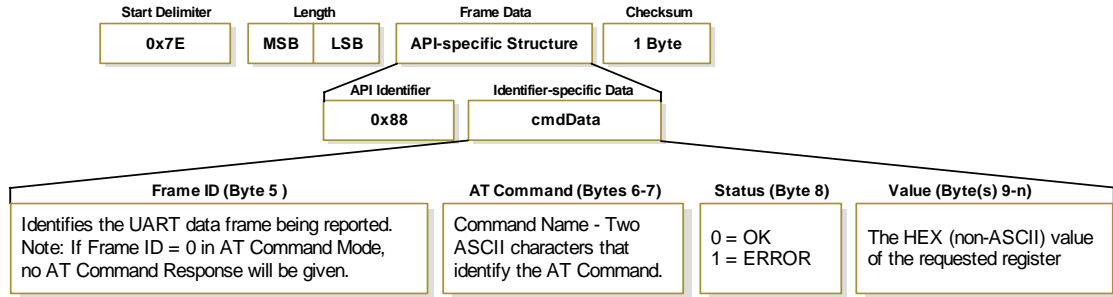 Start Delimiter Length Frame Data Checksum
0x7E MSB LSB API-specific Structure 1 Byte
API Identifier Identifier-specific Data
0x88 cmdData
Frame ID (Byte 5 ) AT Command (Bytes 6-7) Status (Byte 8) Value (Byte(s) 9-n)
Identifies the UART data frame being reported.
Note: If Frame ID = 0 in AT Command Mode,
no AT Command Response will be given.
Command Name - Two
ASCII characters that
identify the AT Command.
0 = OK
1 = ERROR
The HEX (non-ASCII) value
of the requested register